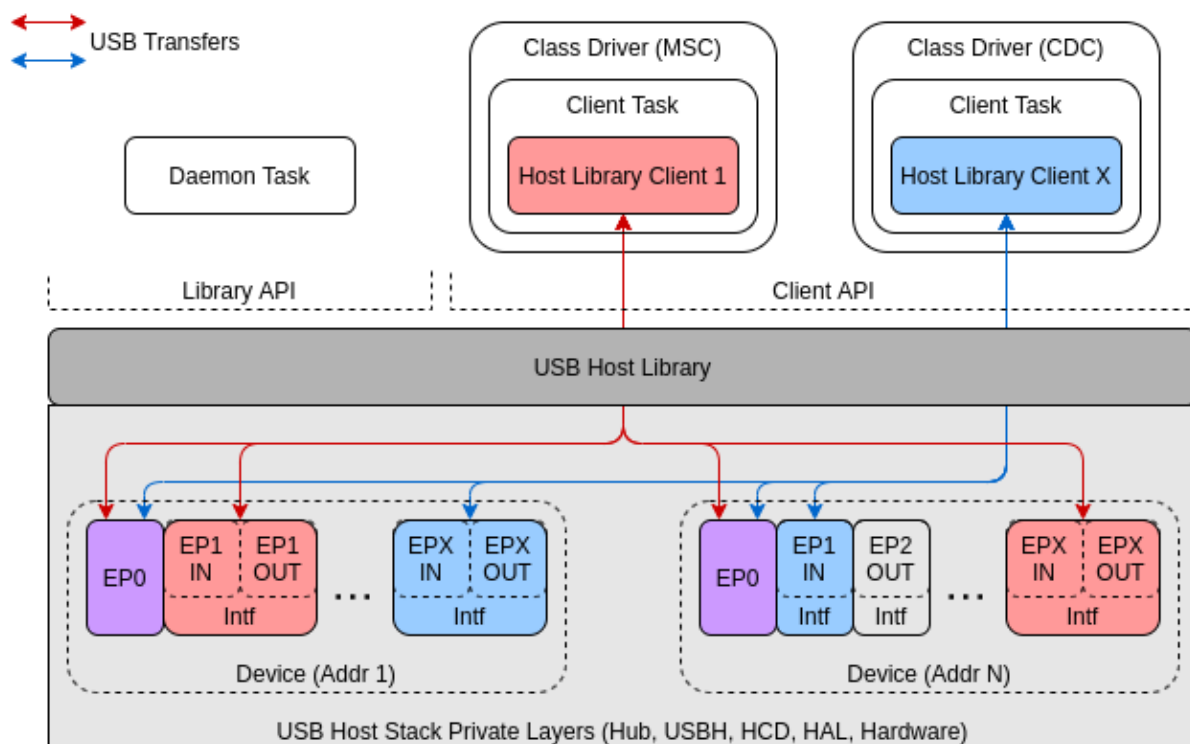 USB Transfers
Class Driver (MSC)
Class Driver (CDC)
Client Task
Client Task
Daemon Task
Host Library Client 1
Host Library Client X
Library API
Client API
USB Host Library
EP0
EP1
IN
EP1
OUT
Intf
...
EPX
IN
EPX
OUT
Intf
Device (Addr 1)
EP0
EP1
IN
Intf
EP2
OUT
Intf
...
EPX
IN
EPX
OUT
Intf
Device (Addr N)
USB Host Stack Private Layers (Hub, USBH, HCD, HAL, Hardware)